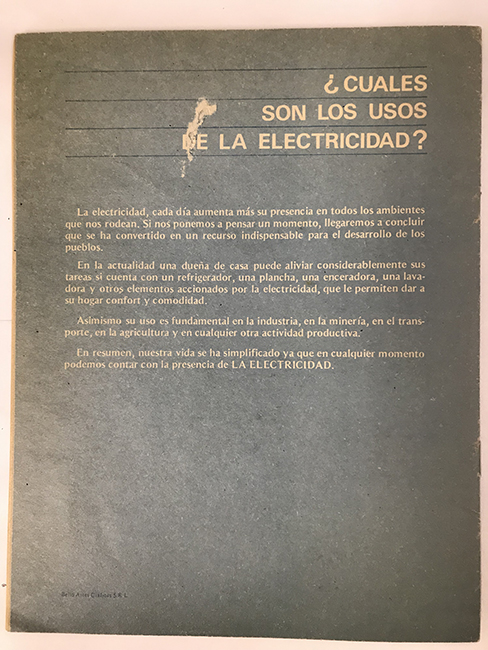 ¿CUALES
SON LOS USOS
DE LA ELECTRICIDAD?
La electricidad, cada día aumenta más su presencia en todos los ambientes
que nos rodean. Si nos ponemos a pensar un momento, llegaremos a concluir
que se ha convertido en un recurso indispensable para el desarrollo de los
pueblos.
En la actualidad una dueña de casa puede aliviar considerablemente sus
tareas si cuenta con un refrigerador, una plancha, una enceradora, una lava-
dora y otros elementos accionados por la electricidad, que le permiten dar a
su hogar confort y comodidad.
Asimismo su uso es fundamental en la industria, en la minería, en el trans-
porte, en la agricultura y en cualquier otra actividad productiva.
En resumen, nuestra vida se ha simplificado ya que en cualquier momento
podemos contar con la presencia de LA ELECTRICIDAD.
Artes Gráficas S.R.L.